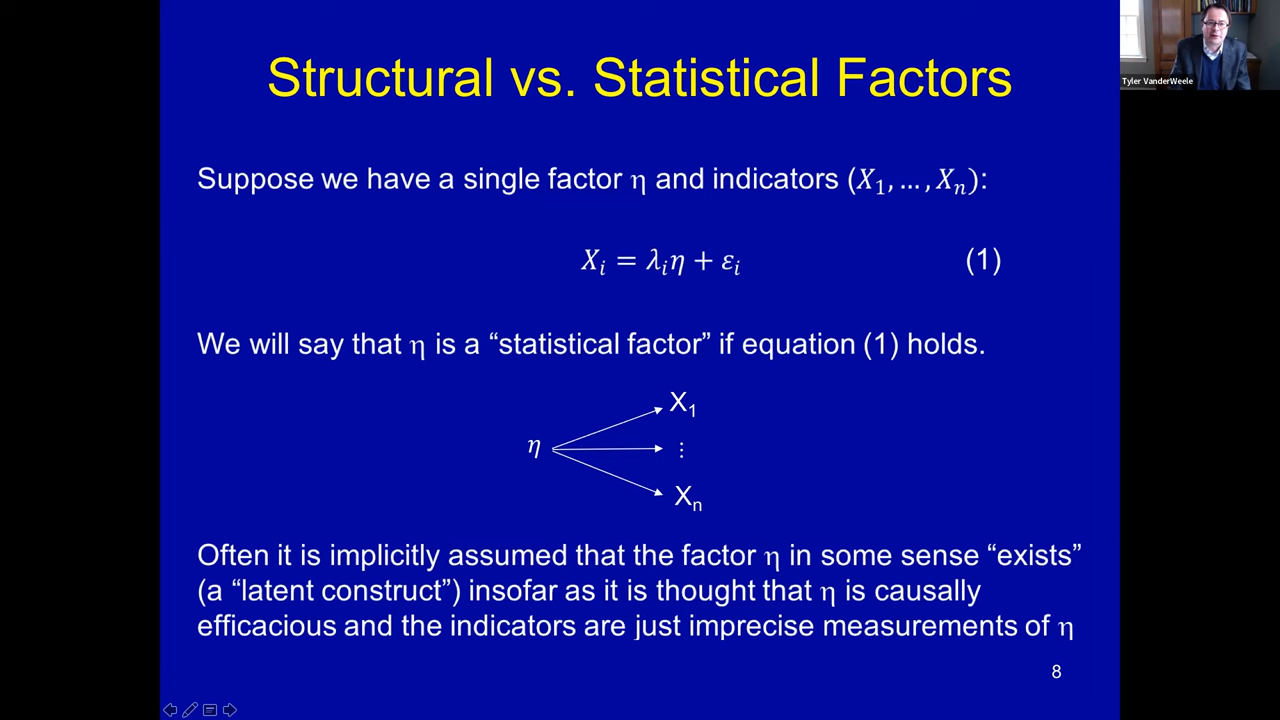 Structural vs. Statistical Factors
Tyler VanderWeele
Suppose we have a single factor η and indicators (X₁, … , Xₙ):
Xᵢ = λᵢη + εᵢ (1)
We will say that η is a “statistical factor” if equation (1) holds.
X₁
η ⋮
Xₙ
Often it is implicitly assumed that the factor η in some sense “exists”
(a “latent construct”) insofar as it is thought that η is causally
efficacious and the indicators are just imprecise measurements of η
8